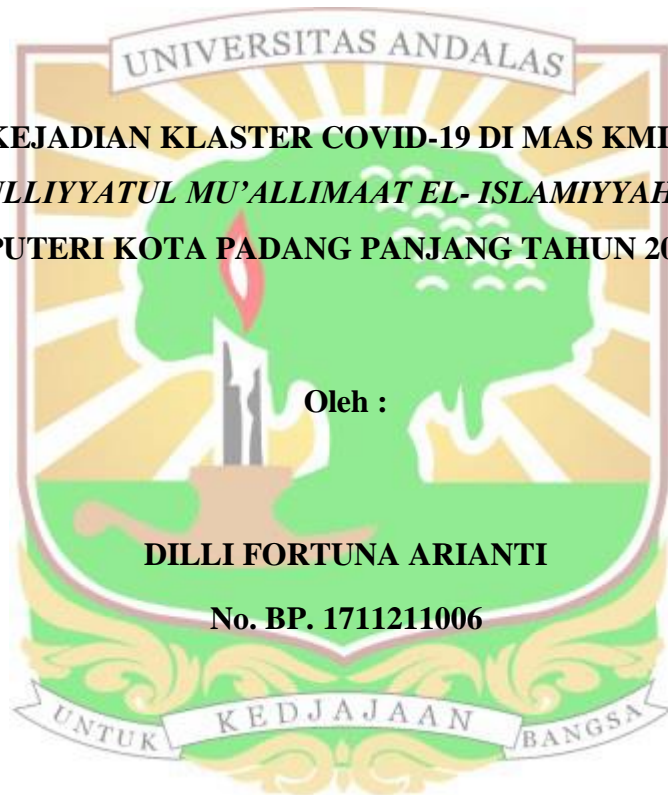 UNIVERSITAS ANDALAS
KEJADIAN KLASTER COVID-19 DI MAS KMI
LLIYYATUL MU'ALLIMAAT EL- ISLAMIYYAH
PUTERI KOTA PADANG PANJANG TAHUN 20
Oleh :
DILLI FORTUNA ARIANTI
No. BP. 1711211006
UNTUK KEDJAJAAN BANGSA